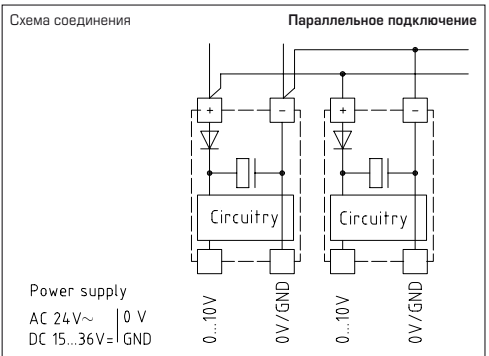 Схема соединения
Параллельное подключение
+ − + −
Circuitry
Circuitry
Power supply
AC 24V~ 0 V
DC 15...36V= GND
0...10V
0V/GND
0...10V
0V/GND